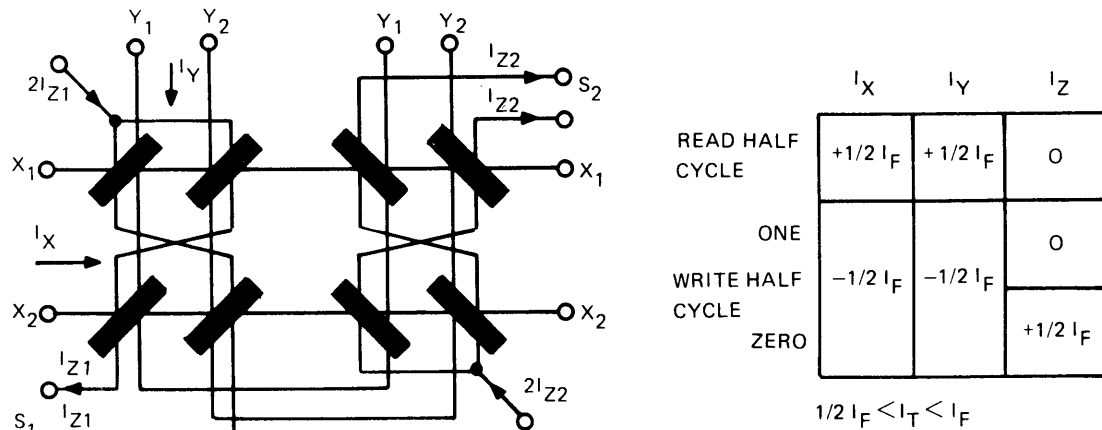 Y1 Y2 Y1 Y2
IY
IZ2
S2
2IZ1
IZ2
X1 X1
IX
X2 X2
IZ1
2IZ2
S1 IZ1
IX IY IZ
READ HALF CYCLE +1/2 IF +1/2 IF 0
ONE 0
WRITE HALF CYCLE -1/2 IF -1/2 IF
ZERO +1/2 IF
1/2 IF < IT < IF